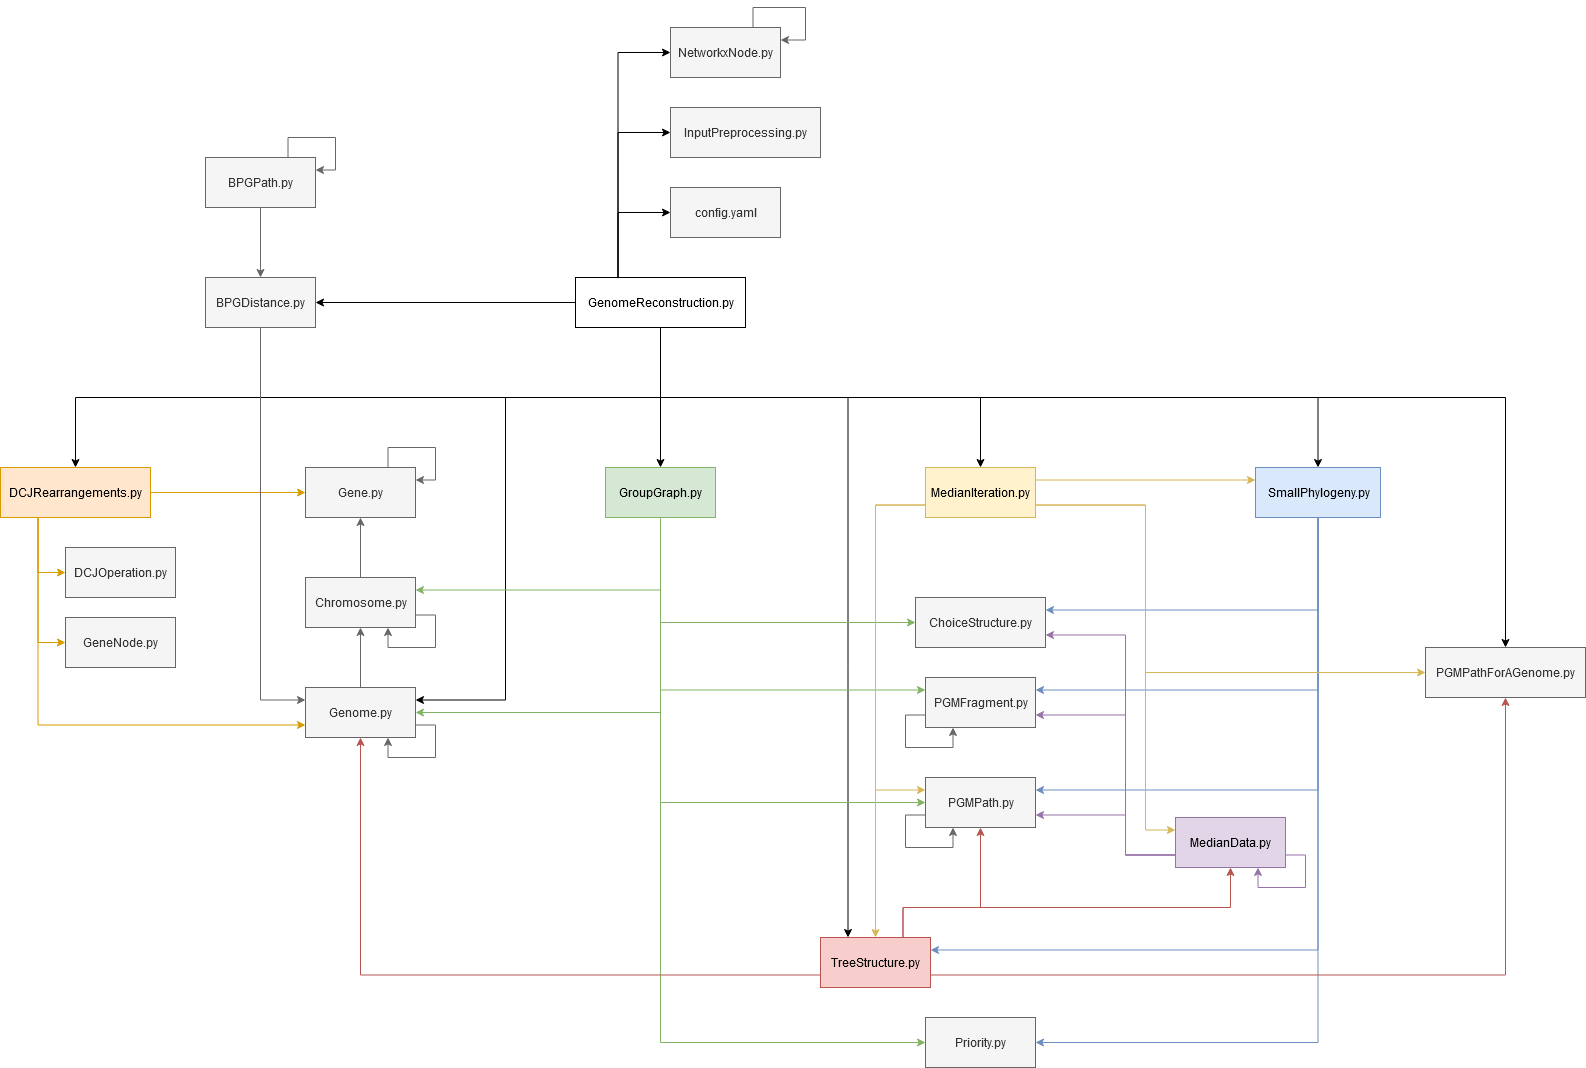 NetworkxNode.py
InputPreprocessing.py
BPGPath.py
config.yaml
BPGDistance.py
GenomeReconstruction.py
DCJRearrangements.py
Gene.py
GroupGraph.py
MedianIteration.py
SmallPhylogeny.py
DCJOperation.py
Chromosome.py
ChoiceStructure.py
GeneNode.py
PGMPathForAGenome.py
Genome.py
PGMFragment.py
PGMPath.py
MedianData.py
TreeStructure.py
Priority.py